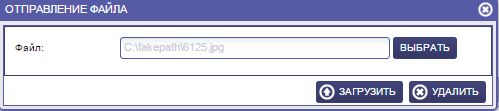 ОТПРАВЛЕНИЕ ФАЙЛА
Файл: C:\fakepath\6125.jpg ВЫБРАТЬ
ЗАГРУЗИТЬ УДАЛИТЬ